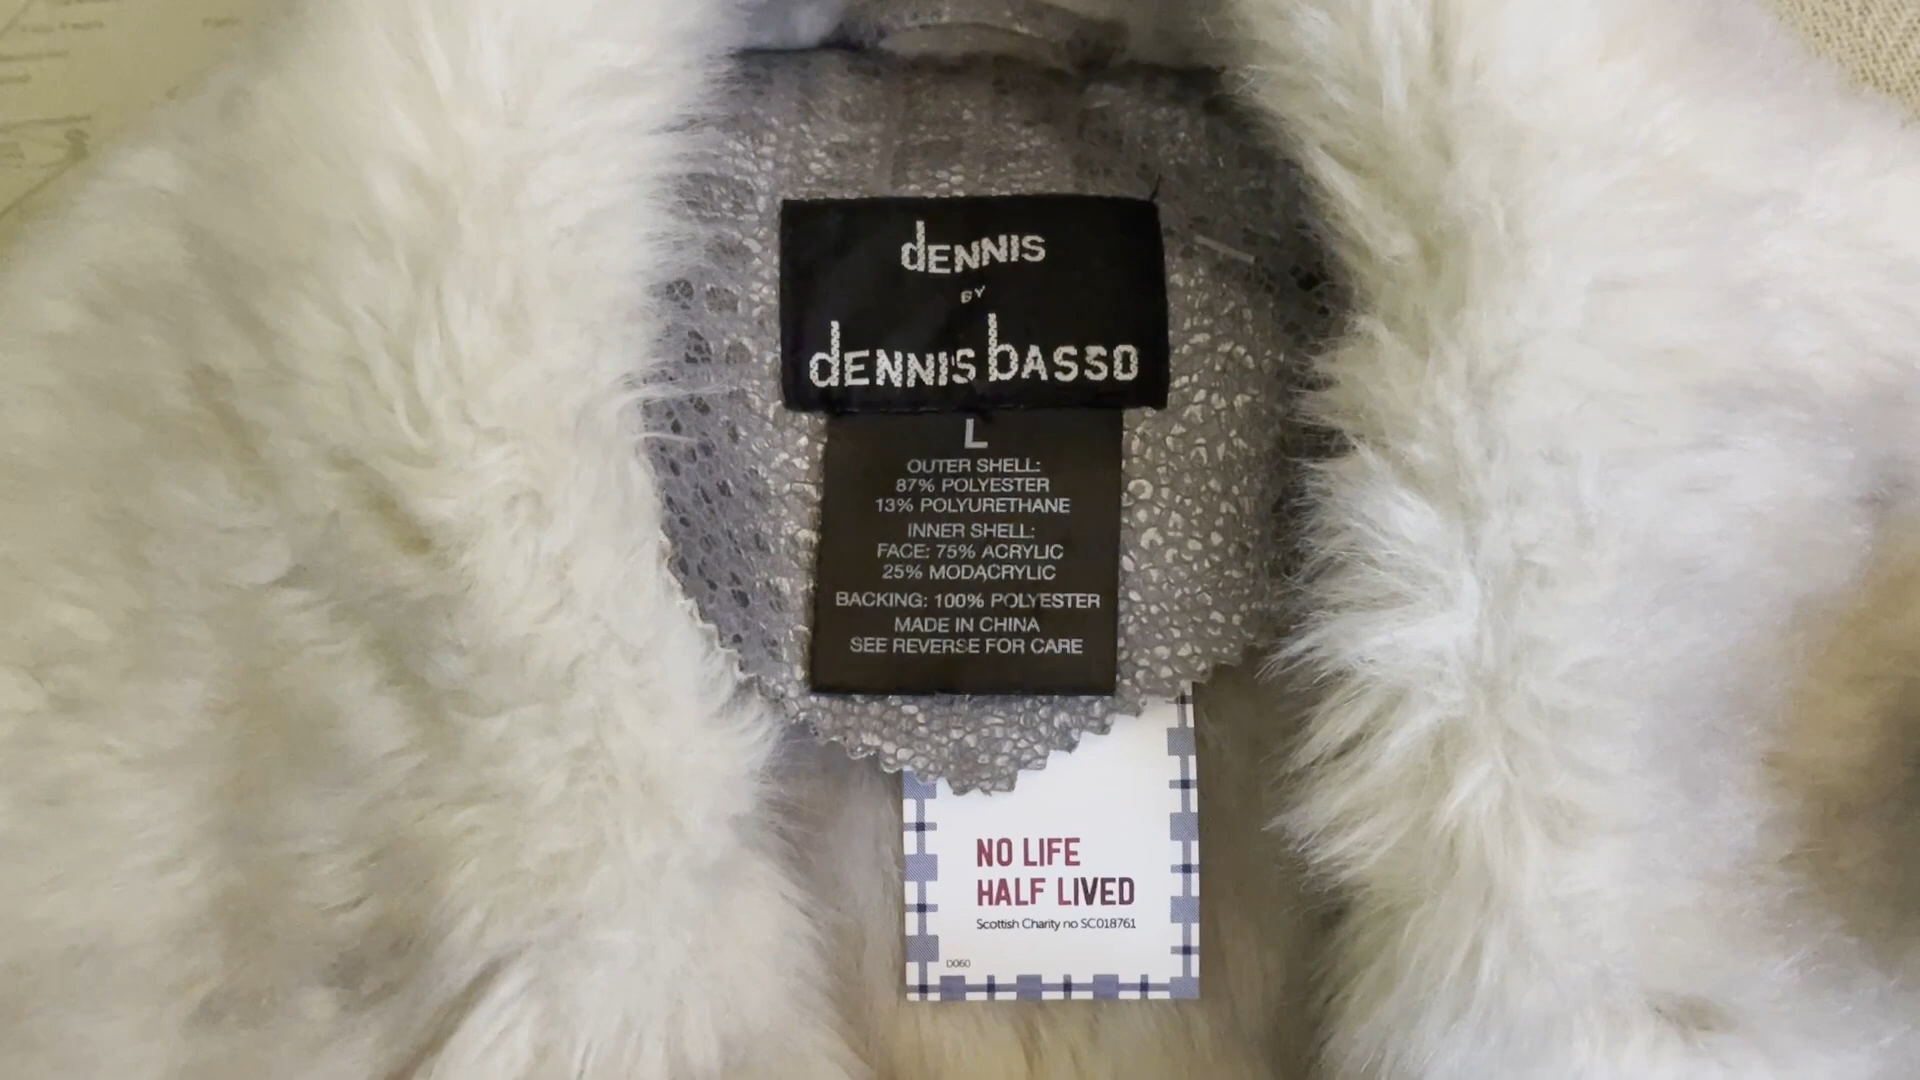 dENNIS
BY
dENNIS bASSO
L
OUTER SHELL:
87% POLYESTER
13% POLYURETHANE
INNER SHELL:
FACE: 75% ACRYLIC
25% MODACRYLIC
BACKING: 100% POLYESTER
MADE IN CHINA
SEE REVERSE FOR CARE
NO LIFE
HALF LIVED
Scottish Charity no SC018761
D060